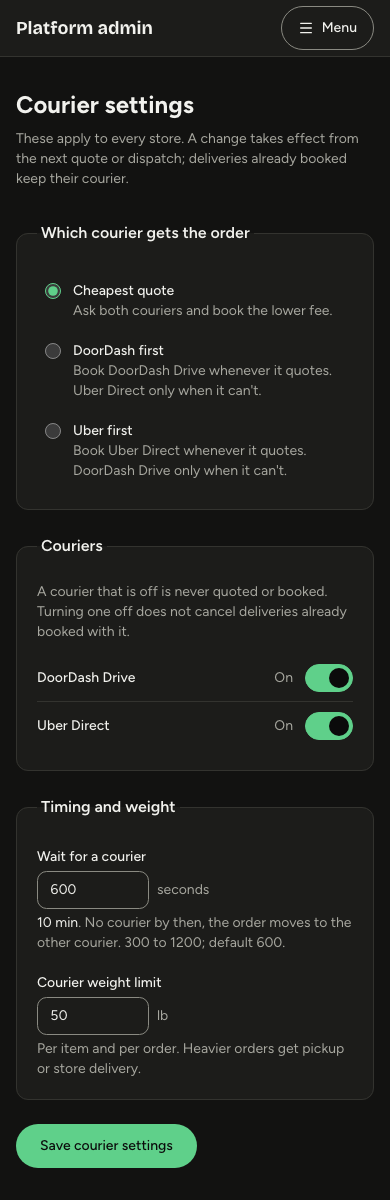 Platform admin
Menu
Courier settings
These apply to every store. A change takes effect from
the next quote or dispatch; deliveries already booked
keep their courier.
Which courier gets the order
Cheapest quote
Ask both couriers and book the lower fee.
DoorDash first
Book DoorDash Drive whenever it quotes.
Uber Direct only when it can't.
Uber first
Book Uber Direct whenever it quotes.
DoorDash Drive only when it can't.
Couriers
A courier that is off is never quoted or booked.
Turning one off does not cancel deliveries already
booked with it.
DoorDash Drive On
Uber Direct On
Timing and weight
Wait for a courier
600 seconds
10 min. No courier by then, the order moves to the
other courier. 300 to 1200; default 600.
Courier weight limit
50 lb
Per item and per order. Heavier orders get pickup
or store delivery.
Save courier settings